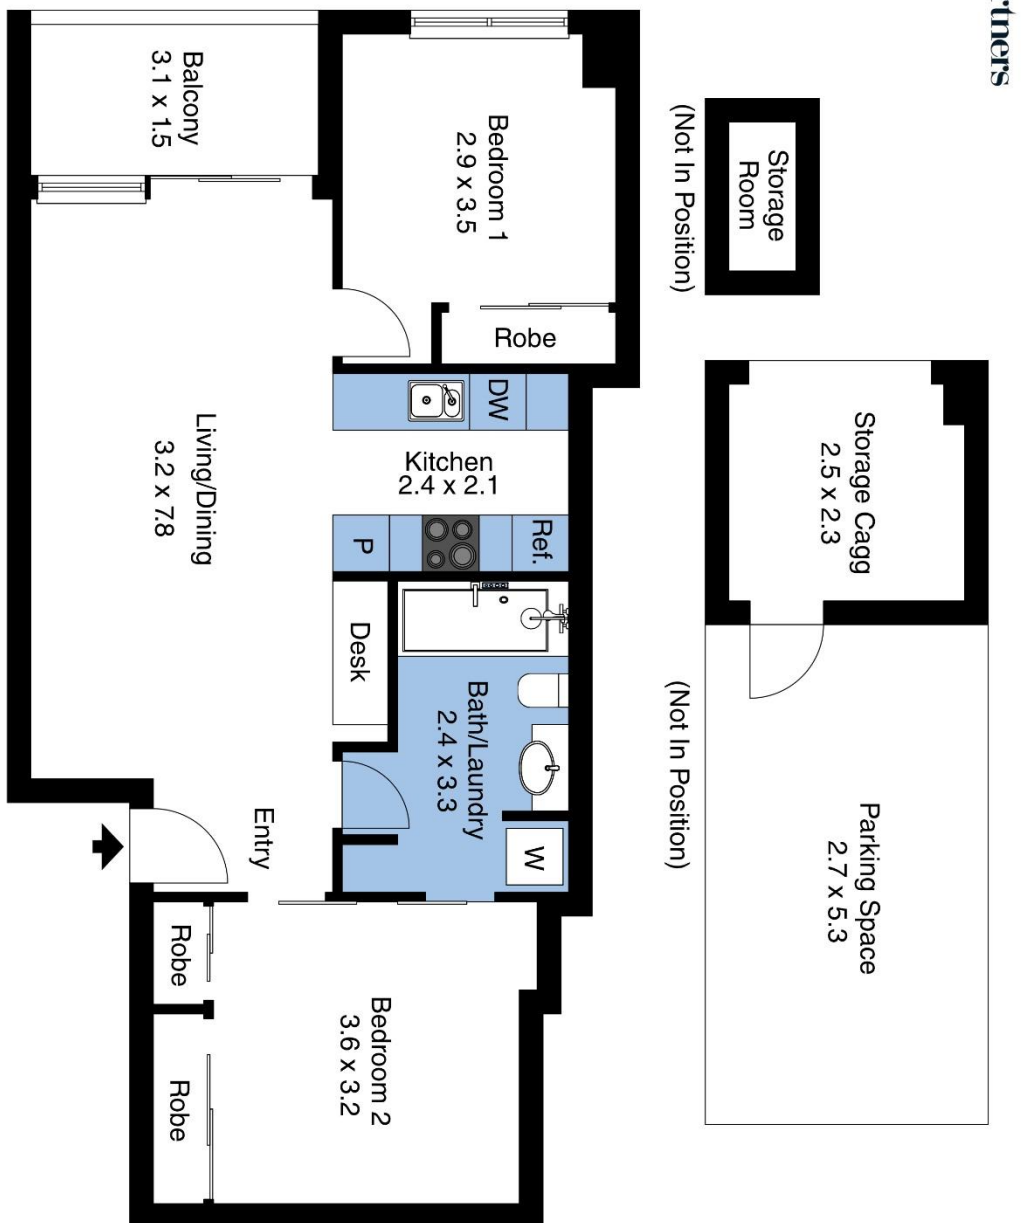 rtners
Storage
Room
(Not In Position)
Balcony
3.1 x 1.5
Bedroom 1
2.9 x 3.5
Robe
DW
Kitchen
2.4 x 2.1
P
Ref.
Living/Dining
3.2 x 7.8
Desk
Bath/Laundry
2.4 x 3.3
W
Entry
Robe
Robe
Bedroom 2
3.6 x 3.2
Storage Cagg
2.5 x 2.3
(Not In Position)
Parking Space
2.7 x 5.3